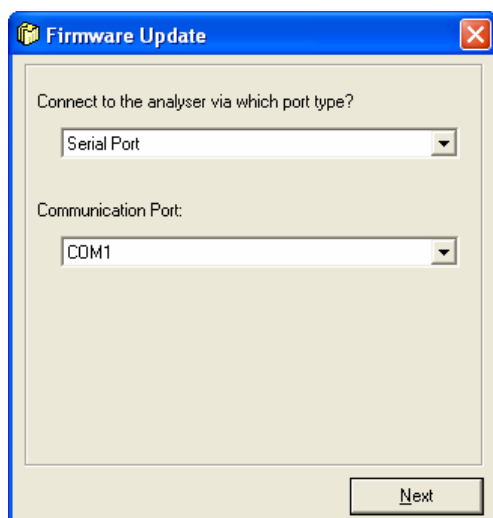 Firmware Update
Connect to the analyser via which port type?
Serial Port
Communication Port:
COM1
Next